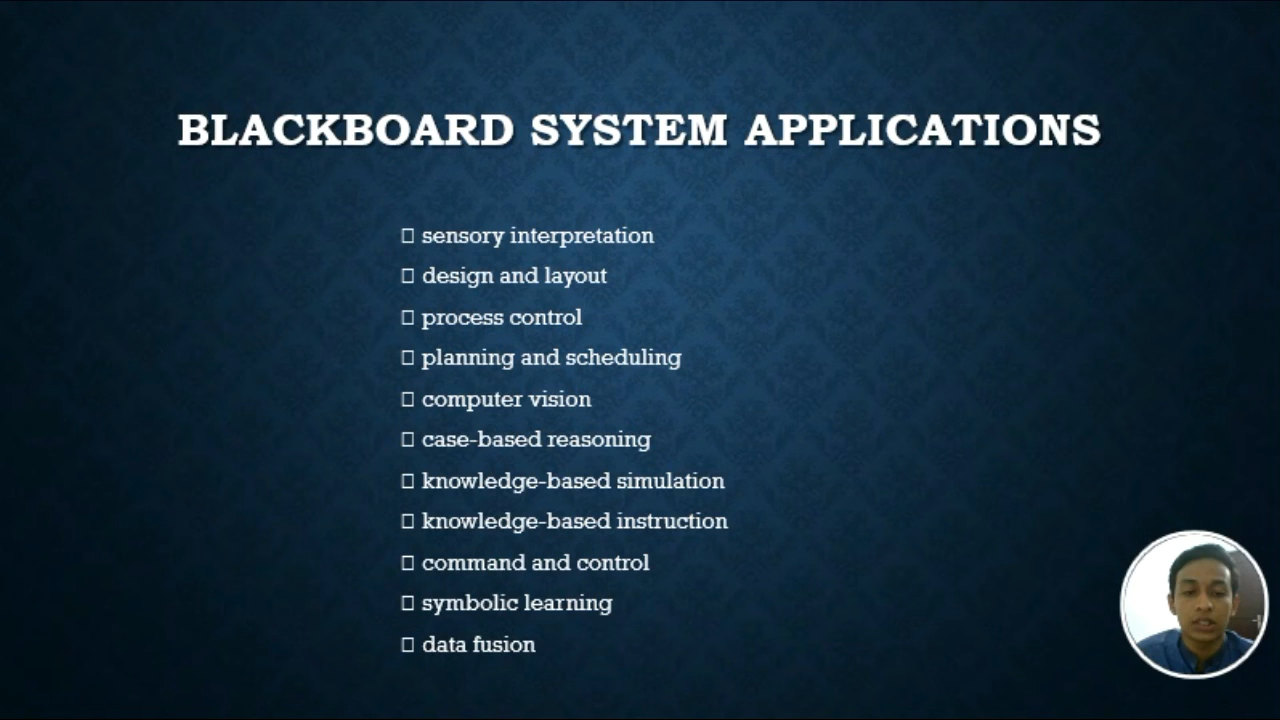 BLACKBOARD SYSTEM APPLICATIONS
sensory interpretation
design and layout
process control
planning and scheduling
computer vision
case-based reasoning
knowledge-based simulation
knowledge-based instruction
command and control
symbolic learning
data fusion